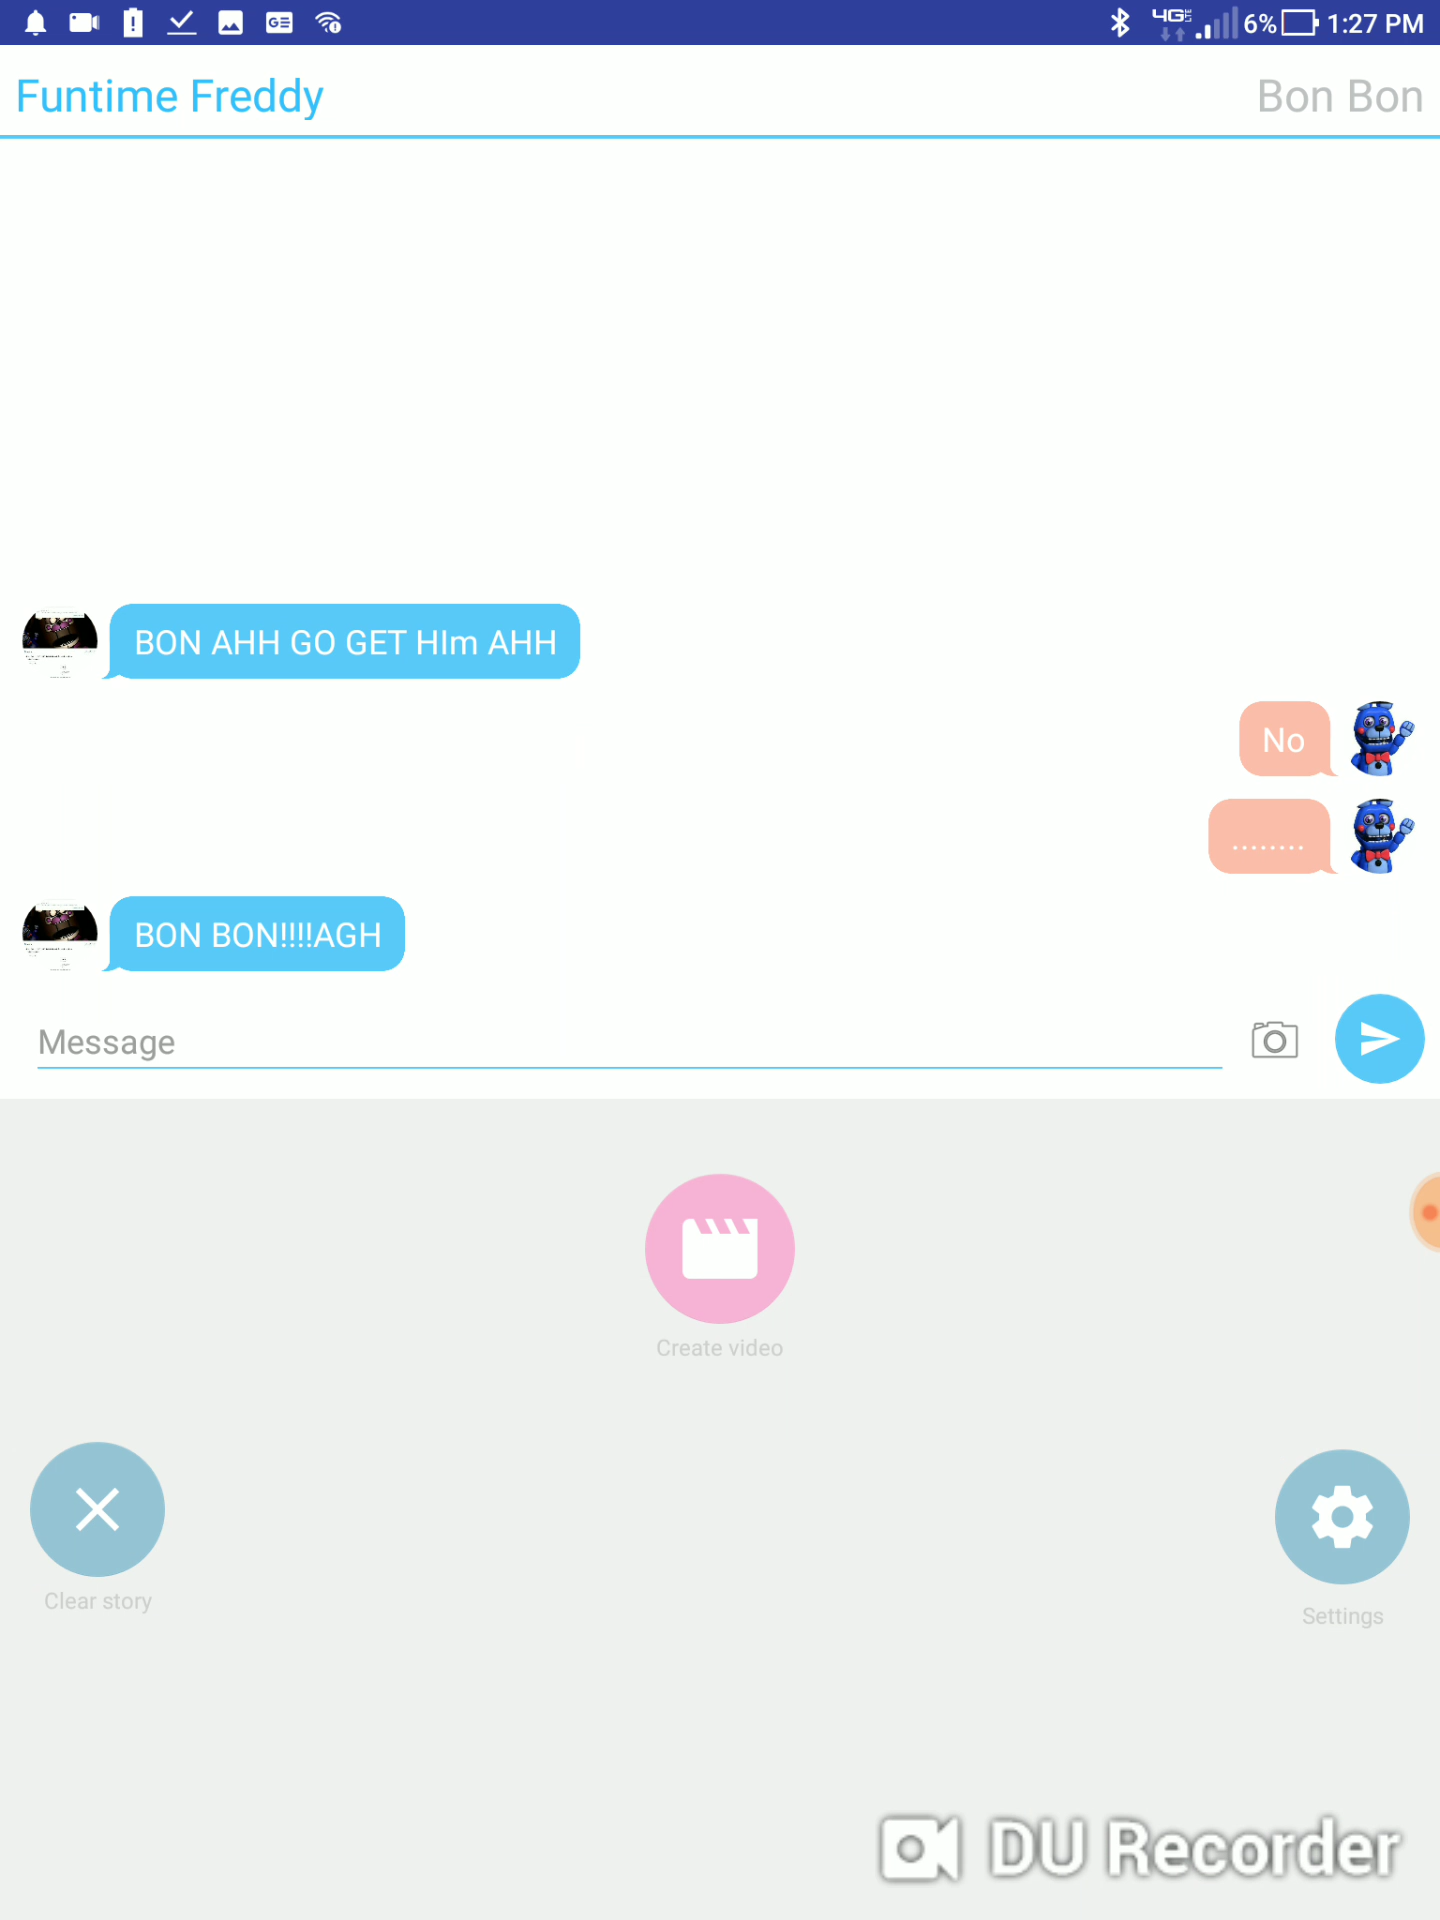 6% 1:27 PM
Funtime Freddy Bon Bon
BON AHH GO GET HIm AHH
No
........
BON BON!!!!AGH
Message
Create video
Clear story
Settings
DU Recorder